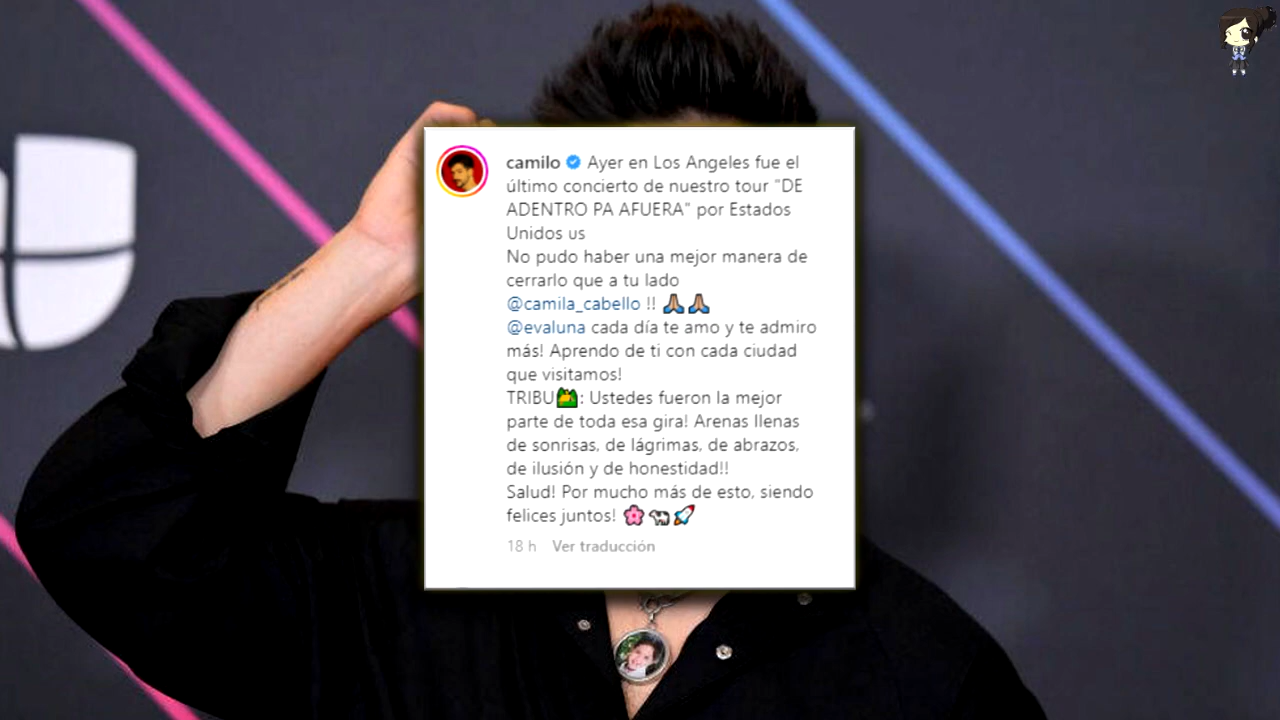 camilo Ayer en Los Angeles fue el
último concierto de nuestro tour "DE
ADENTRO PA AFUERA" por Estados
Unidos us
No pudo haber una mejor manera de
cerrarlo que a tu lado
@camila_cabello !! 🙏🏽🙏🏽
@evaluna cada día te amo y te admiro
más! Aprendo de ti con cada ciudad
que visitamos!
TRIBU🏕: Ustedes fueron la mejor
parte de toda esa gira! Arenas llenas
de sonrisas, de lágrimas, de abrazos,
de ilusión y de honestidad!!
Salud! Por mucho más de esto, siendo
felices juntos! 🌸🐄🚀
18 h Ver traducción